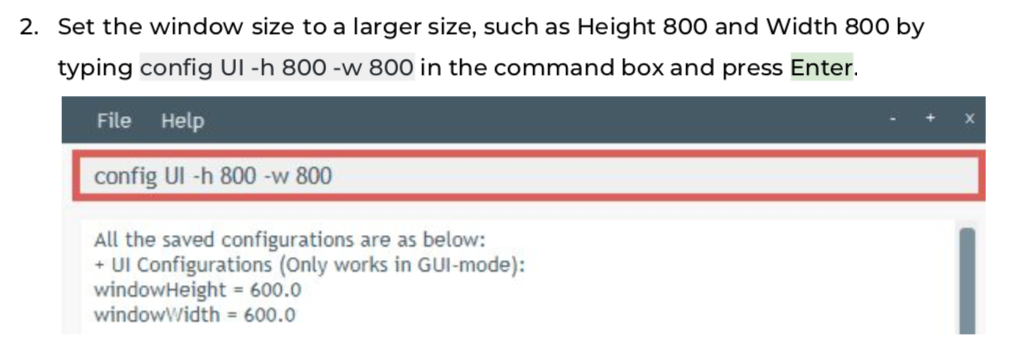 2. Set the window size to a larger size, such as Height 800 and Width 800 by
typing config UI -h 800 -w 800 in the command box and press Enter.
File Help - + x
config UI -h 800 -w 800
All the saved configurations are as below:
+ UI Configurations (Only works in GUI-mode):
windowHeight = 600.0
windowWidth = 600.0